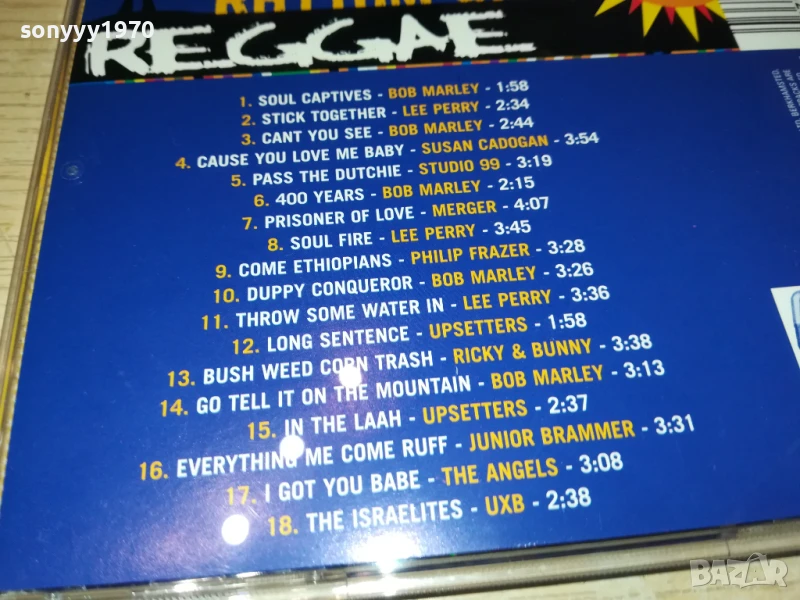 sonyyy1970
RHYTHM OF
REGGAE
1. SOUL CAPTIVES - BOB MARLEY - 1:58
2. STICK TOGETHER - LEE PERRY - 2:34
3. CANT YOU SEE - BOB MARLEY - 2:44
4. CAUSE YOU LOVE ME BABY - SUSAN CADOGAN - 3:54
5. PASS THE DUTCHIE - STUDIO 99 - 3:19
6. 400 YEARS - BOB MARLEY - 2:15
7. PRISONER OF LOVE - MERGER - 4:07
8. SOUL FIRE - LEE PERRY - 3:45
9. COME ETHIOPIANS - PHILIP FRAZER - 3:28
10. DUPPY CONQUEROR - BOB MARLEY - 3:26
11. THROW SOME WATER IN - LEE PERRY - 3:36
12. LONG SENTENCE - UPSETTERS - 1:58
13. BUSH WEED CORN TRASH - RICKY & BUNNY - 3:38
14. GO TELL IT ON THE MOUNTAIN - BOB MARLEY - 3:13
15. IN THE LAAH - UPSETTERS - 2:37
16. EVERYTHING ME COME RUFF - JUNIOR BRAMMER - 3:31
17. I GOT YOU BABE - THE ANGELS - 3:08
18. THE ISRAELITES - UXB - 2:38
BERKHAMSTED,
BAZAR